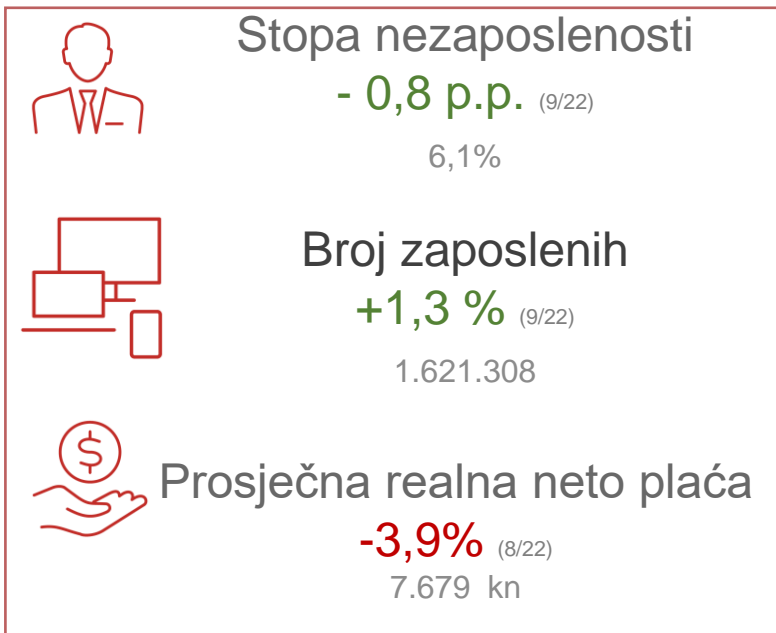 Stopa nezaposlenosti
- 0,8 p.p. (9/22)
6,1%
Broj zaposlenih
+1,3 % (9/22)
1.621.308
$
Prosječna realna neto plaća
-3,9% (8/22)
7.679 kn